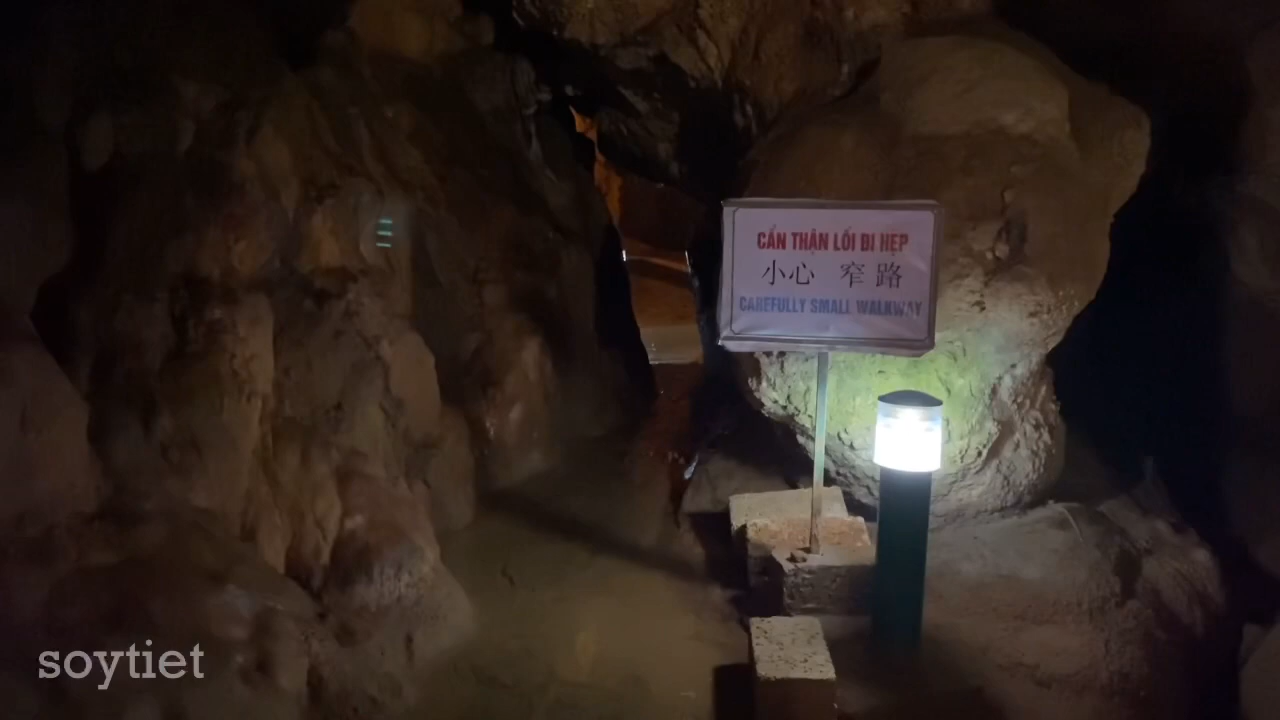 CẨN THẬN LỐI ĐI HẸP
小心 窄路
CAREFULLY SMALL WALKWAY
soytiet